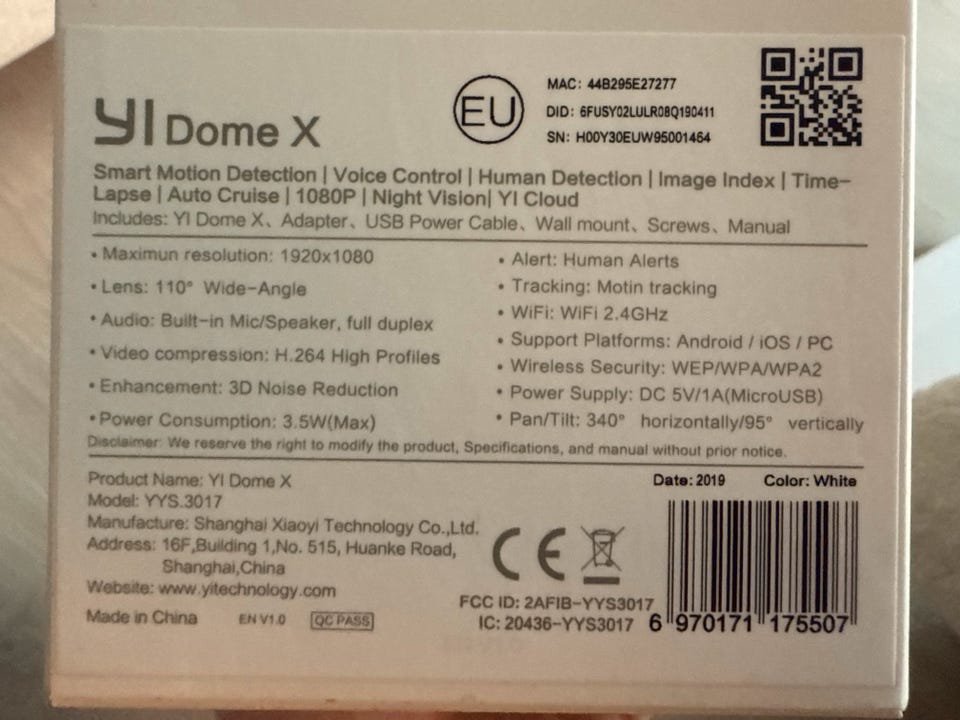 YI Dome X
EU
MAC: 44B295E27277
DID: 6FUSY02LULR08Q190411
SN: H00Y30EUW95001464
Smart Motion Detection | Voice Control | Human Detection | Image Index | Time-
Lapse | Auto Cruise | 1080P | Night Vision| YI Cloud
Includes: YI Dome X、Adapter、USB Power Cable、Wall mount、Screws、Manual
• Maximun resolution: 1920x1080
• Lens: 110° Wide-Angle
• Audio: Built-in Mic/Speaker, full duplex
• Video compression: H.264 High Profiles
• Enhancement: 3D Noise Reduction
• Power Consumption: 3.5W(Max)
• Alert: Human Alerts
• Tracking: Motin tracking
• WiFi: WiFi 2.4GHz
• Support Platforms: Android / iOS / PC
• Wireless Security: WEP/WPA/WPA2
• Power Supply: DC 5V/1A(MicroUSB)
• Pan/Tilt: 340° horizontally/95° vertically
Disclaimer: We reserve the right to modify the product, Specifications, and manual without prior notice.
Product Name: YI Dome X
Model: YYS.3017
Manufacture: Shanghai Xiaoyi Technology Co.,Ltd.
Address: 16F,Building 1,No. 515, Huanke Road,
Shanghai,China
Website: www.yitechnology.com
Made in China EN V1.0 QC PASS
CE
FCC ID: 2AFIB-YYS3017
IC: 20436-YYS3017
Date: 2019 Color: White
6 970171 175507